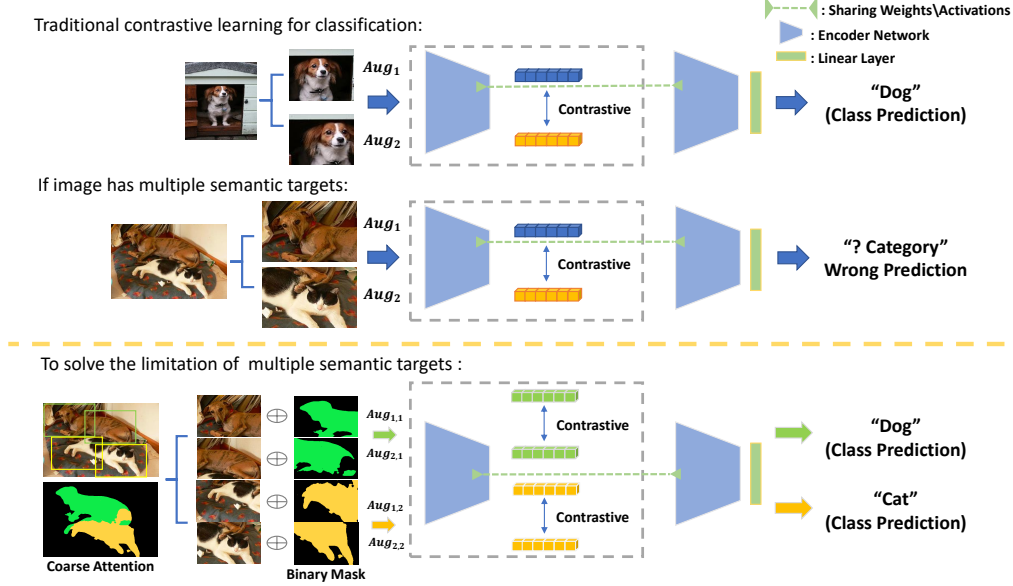 Traditional contrastive learning for classification:
: Sharing Weights\Activations
: Encoder Network
: Linear Layer
Aug1
Aug2
Contrastive
“Dog”
(Class Prediction)
If image has multiple semantic targets:
Aug1
Aug2
Contrastive
“? Category”
Wrong Prediction
To solve the limitation of multiple semantic targets :
Aug1,1
Aug2,1
Aug1,2
Aug2,2
Contrastive
Contrastive
“Dog”
(Class Prediction)
“Cat”
(Class Prediction)
Coarse Attention
Binary Mask